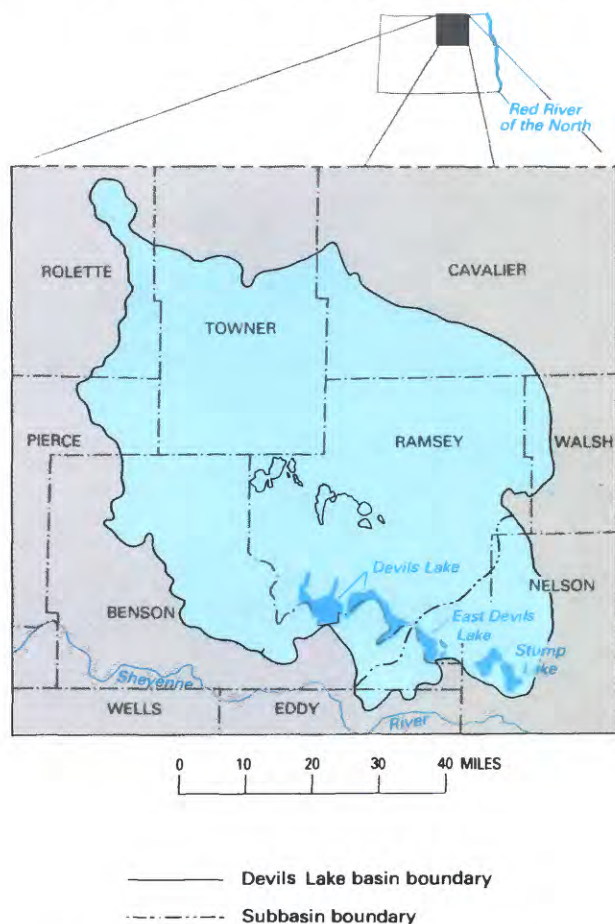 Red River
of the North
ROLETTE
CAVALIER
TOWNER
PIERCE
RAMSEY
WALSH
Devils Lake
NELSON
BENSON
East Devils
Lake
Stump
Lake
Sheyenne
WELLS
EDDY
River
0 10 20 30 40 MILES
Devils Lake basin boundary
Subbasin boundary